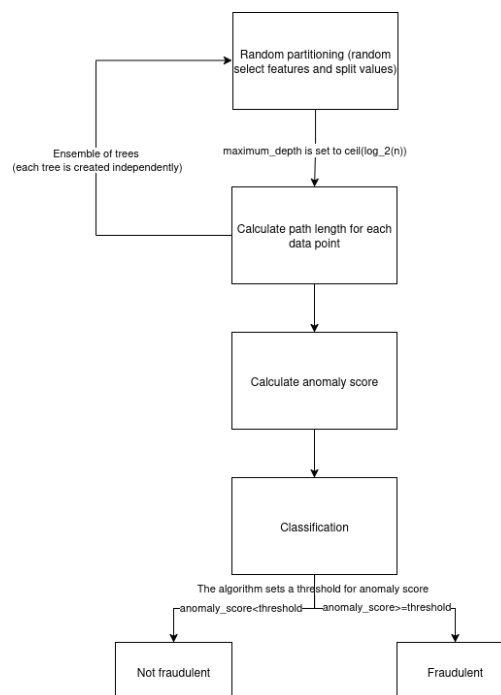 Random partitioning (random
select features and split values)
Ensemble of trees
(each tree is created independently)
maximum_depth is set to ceil(log_2(n))
Calculate path length for each
data point
Calculate anomaly score
Classification
The algorithm sets a threshold for anomaly score
anomaly_score<threshold
anomaly_score>=threshold
Not fraudulent
Fraudulent